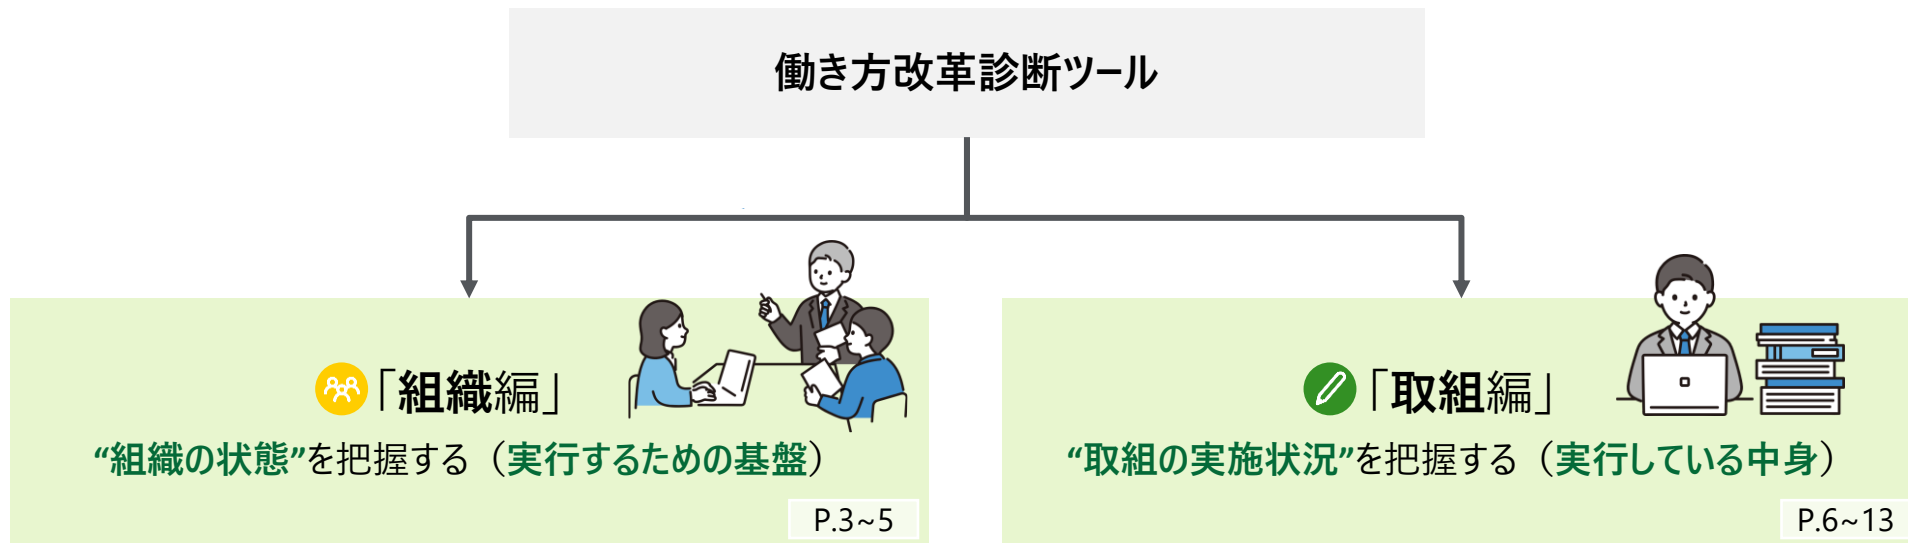 働き方改革診断ツール
「組織編」
“組織の状態”を把握する（実行するための基盤）
P.3~5
「取組編」
“取組の実施状況”を把握する（実行している中身）
P.6~13